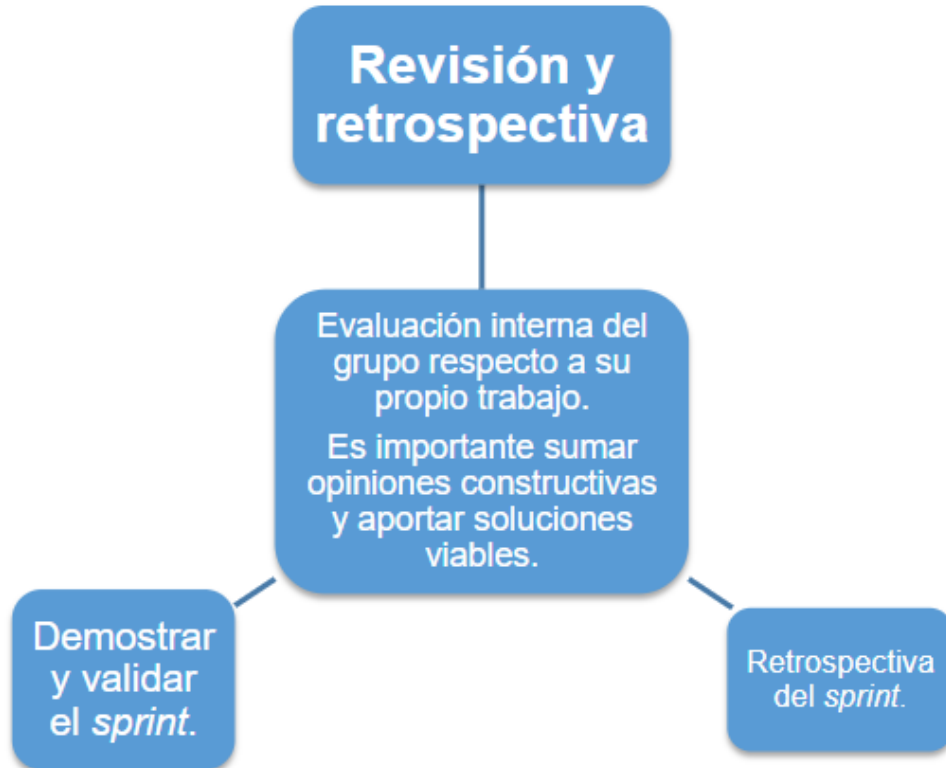 Revisión y
retrospectiva
Evaluación interna del
grupo respecto a su
propio trabajo.
Es importante sumar
opiniones constructivas
y aportar soluciones
viables.
Demostrar
y validar
el sprint.
Retrospectiva
del sprint.